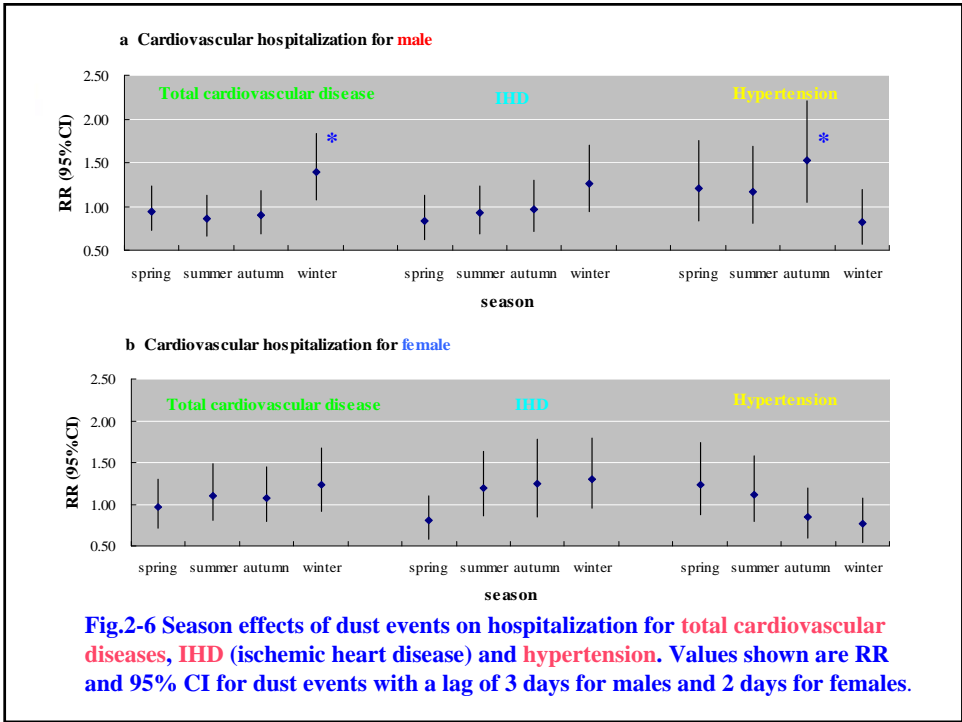 a Cardiovascular hospitalization for male
RR (95%CI)
2.50
2.00
1.50
1.00
0.50
Total cardiovascular disease
IHD
Hypertension
*
*
spring summer autumn winter spring summer autumn winter spring summer autumn winter
season
b Cardiovascular hospitalization for female
RR (95%CI)
2.50
2.00
1.50
1.00
0.50
Total cardiovascular disease
IHD
Hypertension
spring summer autumn winter spring summer autumn winter spring summer autumn winter
season
Fig.2-6 Season effects of dust events on hospitalization for total cardiovascular
diseases, IHD (ischemic heart disease) and hypertension. Values shown are RR
and 95% CI for dust events with a lag of 3 days for males and 2 days for females.